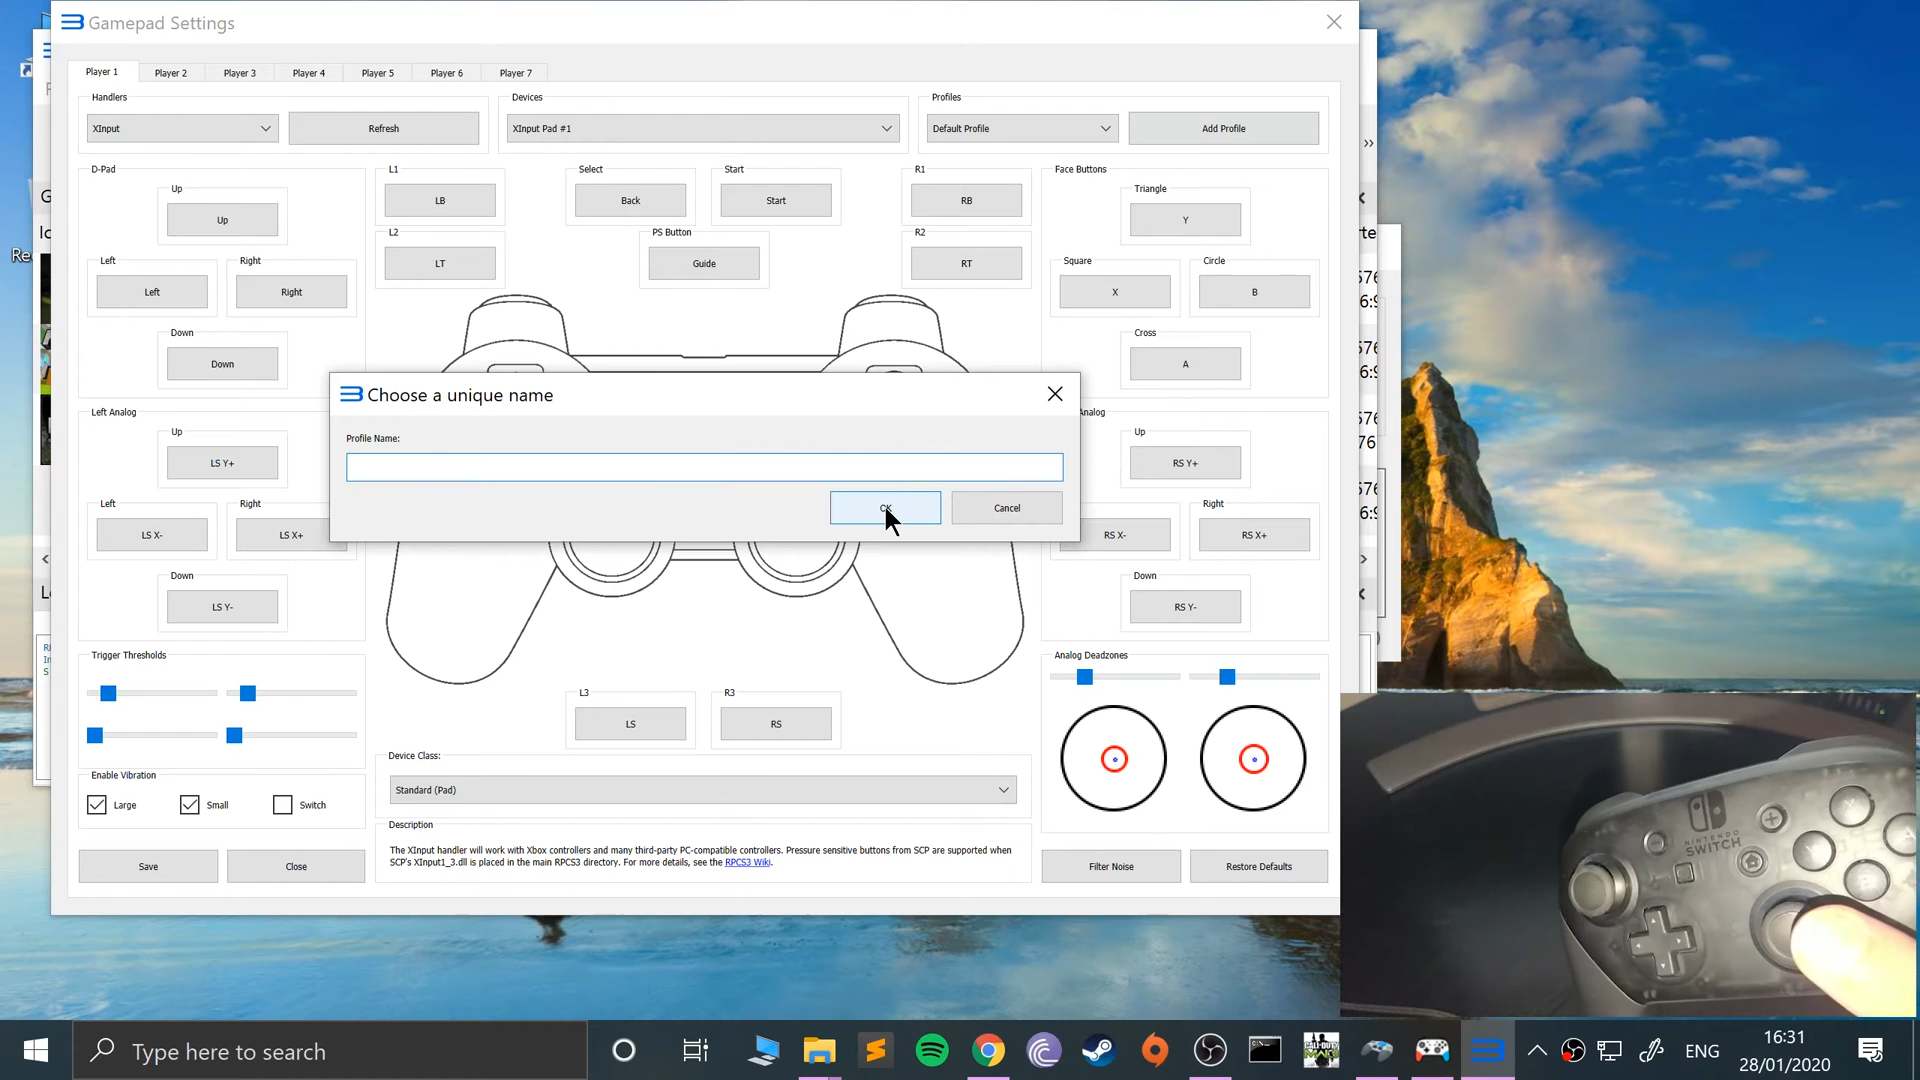 Gamepad Settings
Player 1
Player 2
Player 3
Player 4
Player 5
Player 6
Player 7
Handlers
XInput
Refresh
Devices
XInput Pad #1
Profiles
Default Profile
Add Profile
D-Pad
Up
Up
Left
Left
Right
Right
Down
Down
L1
LB
L2
LT
Select
Back
Start
Start
PS Button
Guide
R1
RB
R2
RT
Face Buttons
Triangle
Y
Square
X
Circle
B
Cross
A
Choose a unique name
Profile Name:
OK
Cancel
Left Analog
Up
LS Y+
Left
LS X-
Right
LS X+
Down
LS Y-
Analog
Up
RS Y+
RS X-
Right
RS X+
Down
RS Y-
Trigger Thresholds
Enable Vibration
Large
Small
Switch
Save
Close
L3
LS
R3
RS
Device Class:
Standard (Pad)
Description
The XInput handler will work with Xbox controllers and many third-party PC-compatible controllers. Pressure sensitive buttons from SCP are supported when
SCP's XInput1_3.dll is placed in the main RPCS3 directory. For more details, see the RPCS3 Wiki.
Analog Deadzones
Filter Noise
Restore Defaults
NINTENDO
SWITCH
Type here to search
ENG
16:31
28/01/2020